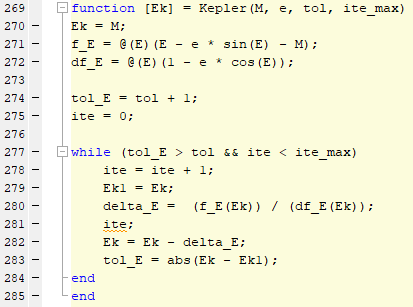 269 function [Ek] = Kepler(M, e, tol, ite_max)
270 - Ek = M;
271 - f_E = @(E)(E - e * sin(E) - M);
272 - df_E = @(E)(1 - e * cos(E));
273
274 - tol_E = tol + 1;
275 - ite = 0;
276
277 - while (tol_E > tol && ite < ite_max)
278 - ite = ite + 1;
279 - Ek1 = Ek;
280 - delta_E = (f_E(Ek)) / (df_E(Ek));
281 - ite;
282 - Ek = Ek - delta_E;
283 - tol_E = abs(Ek - Ek1);
284 - end
285 - end